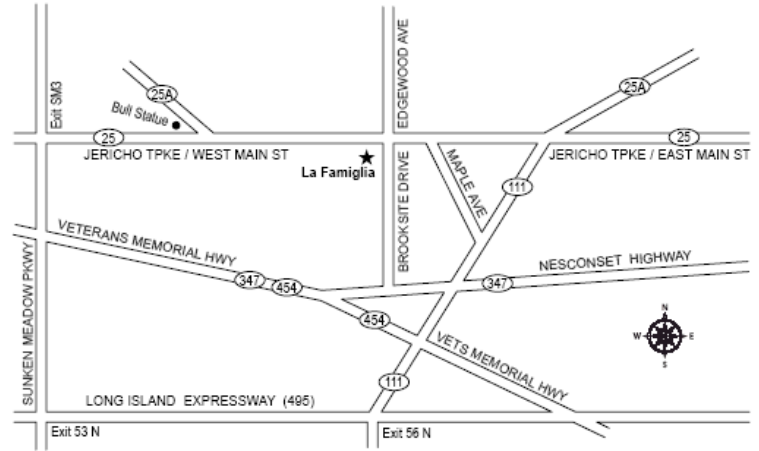 EDGEWOOD AVE
Exit SM3
25A
25A
Bull Statue
25
25
JERICHO TPKE / WEST MAIN ST
JERICHO TPKE / EAST MAIN ST
La Famiglia
MAPLE AVE
111
BROOKSITE DRIVE
VETERANS MEMORIAL HWY
NESCONSET HIGHWAY
347
454
347
SUNKEN MEADOW PKWY
454
N
W
E
S
VETS MEMORIAL HWY
111
LONG ISLAND EXPRESSWAY (495)
Exit 53 N
Exit 56 N